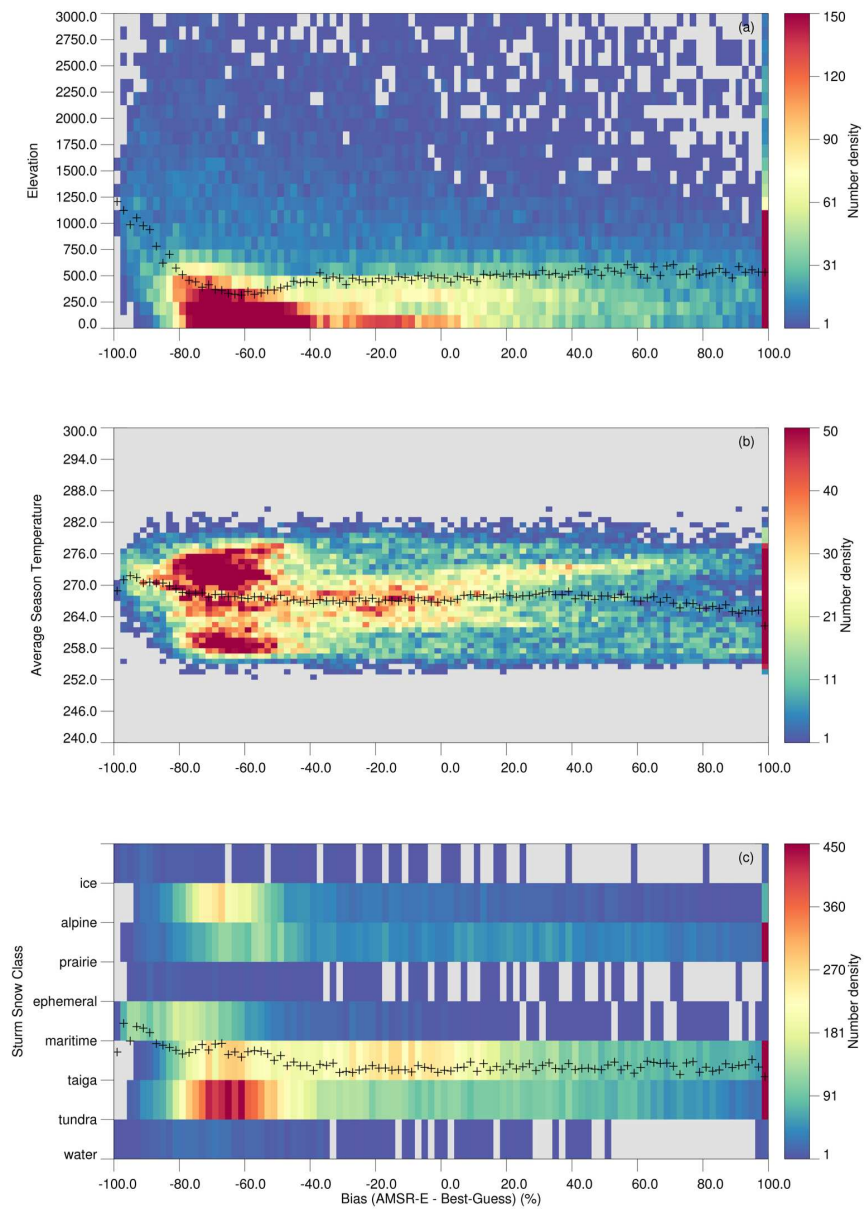 3000.0
2750.0
2500.0
2250.0
2000.0
1750.0
1500.0
1250.0
1000.0
750.0
500.0
250.0
0.0
Elevation
(a)
-100.0 -80.0 -60.0 -40.0 -20.0 0.0 20.0 40.0 60.0 80.0 100.0
150
120
90
61
31
1
Number density
300.0
294.0
288.0
282.0
276.0
270.0
264.0
258.0
252.0
246.0
240.0
Average Season Temperature
(b)
-100.0 -80.0 -60.0 -40.0 -20.0 0.0 20.0 40.0 60.0 80.0 100.0
50
40
30
21
11
1
Number density
ice
alpine
prairie
ephemeral
maritime
taiga
tundra
water
Sturm Snow Class
(c)
-100.0 -80.0 -60.0 -40.0 -20.0 0.0 20.0 40.0 60.0 80.0 100.0
Bias (AMSR-E - Best-Guess) (%)
450
360
270
181
91
1
Number density